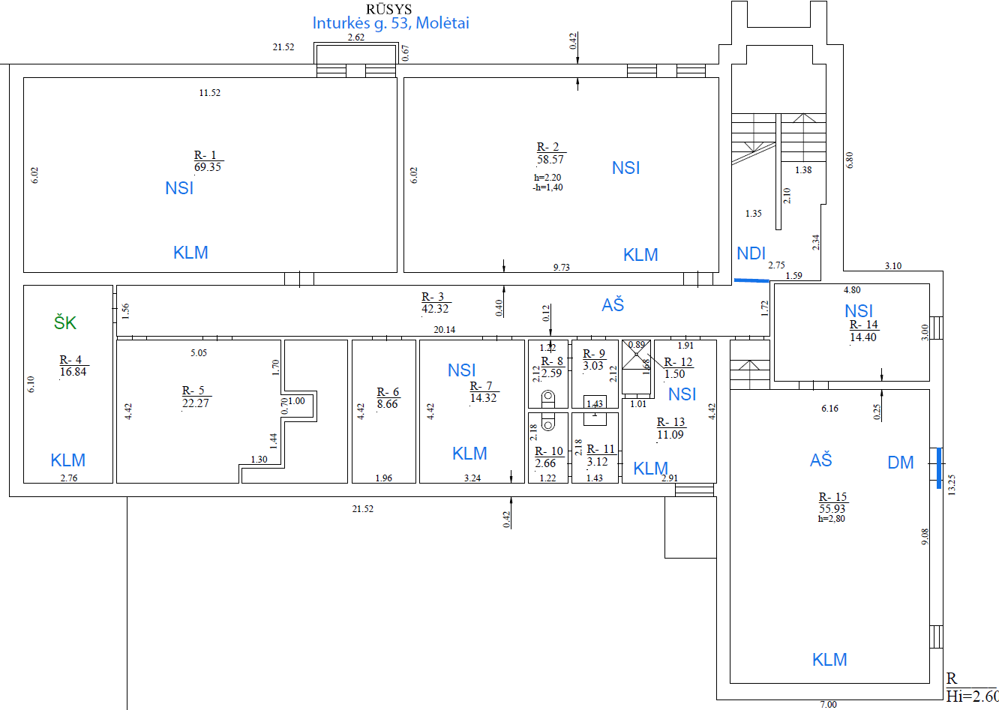 RŪSYS
Inturkės g. 53, Molėtai
21.52
2.62
0.67
0.42
11.52
6.02
R- 1
69.35
NSI
KLM
6.02
R- 2
58.57
h=2.20
-h=1,40
NSI
KLM
9.73
6.80
1.38
2.10
1.35
2.34
NDI
2.75
1.59
3.10
ŠK
R- 4
16.84
6.10
KLM
2.76
1.56
R- 3
42.32
0.40
0.12
20.14
AŠ
1.72
4.80
NSI
R- 14
14.40
3.00
5.05
1.70
R- 5
22.27
4.42
0.70
1.00
1.44
1.30
R- 6
8.66
4.42
1.96
NSI
R- 7
14.32
4.42
KLM
3.24
1.22
R- 8
2.59
2.12
R- 9
3.03
2.12
1.43
0.89
1.68
1.91
R- 12
1.50
NSI
1.01
R- 13
11.09
4.42
KLM
2.91
2.18
R- 10
2.66
1.22
2.18
R- 11
3.12
1.43
6.16
0.25
AŠ
DM
R- 15
55.93
h=2,80
13.25
9.08
KLM
21.52
0.42
R
Hi=2.60
7.00